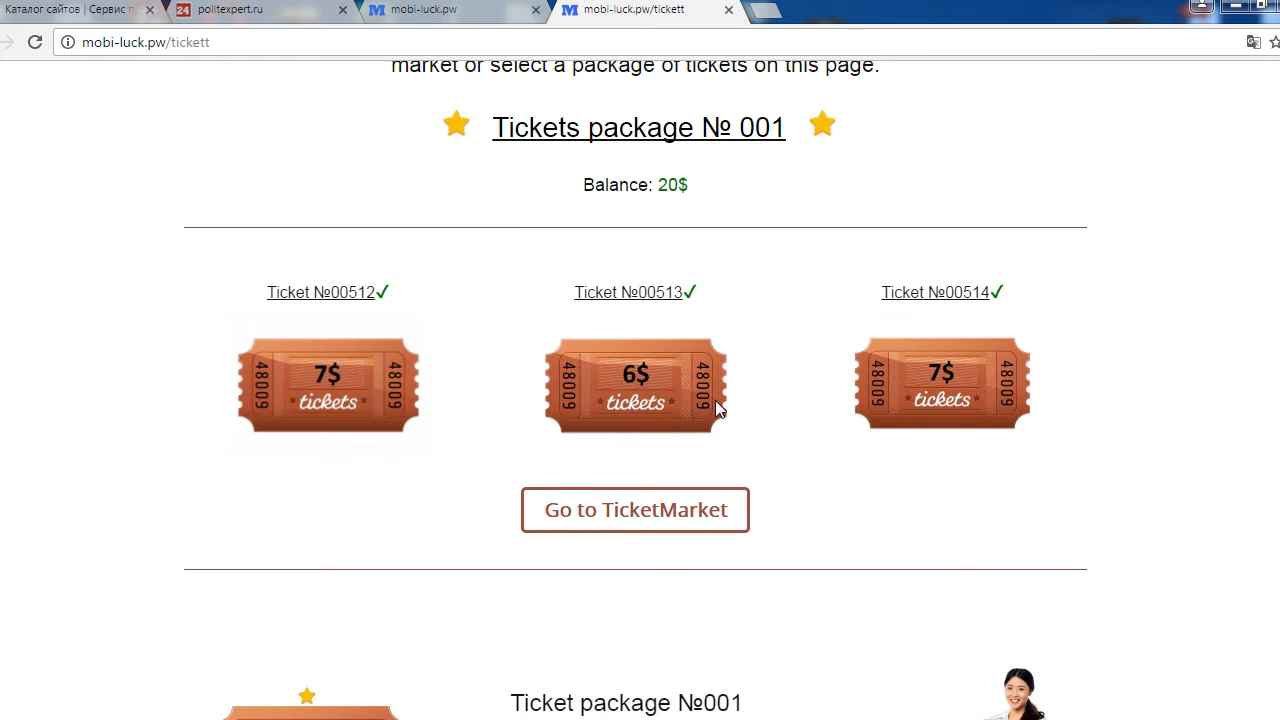 Каталог сайтов | Сервис п
politexpert.ru
mobi-luck.pw
mobi-luck.pw/tickett
mobi-luck.pw/tickett
market or select a package of tickets on this page.
Tickets package № 001
Balance: 20$
Ticket №00512✓
Ticket №00513✓
Ticket №00514✓
48009 7$ tickets 48009
48009 6$ tickets 48009
48009 7$ tickets 48009
Go to TicketMarket
Ticket package №001